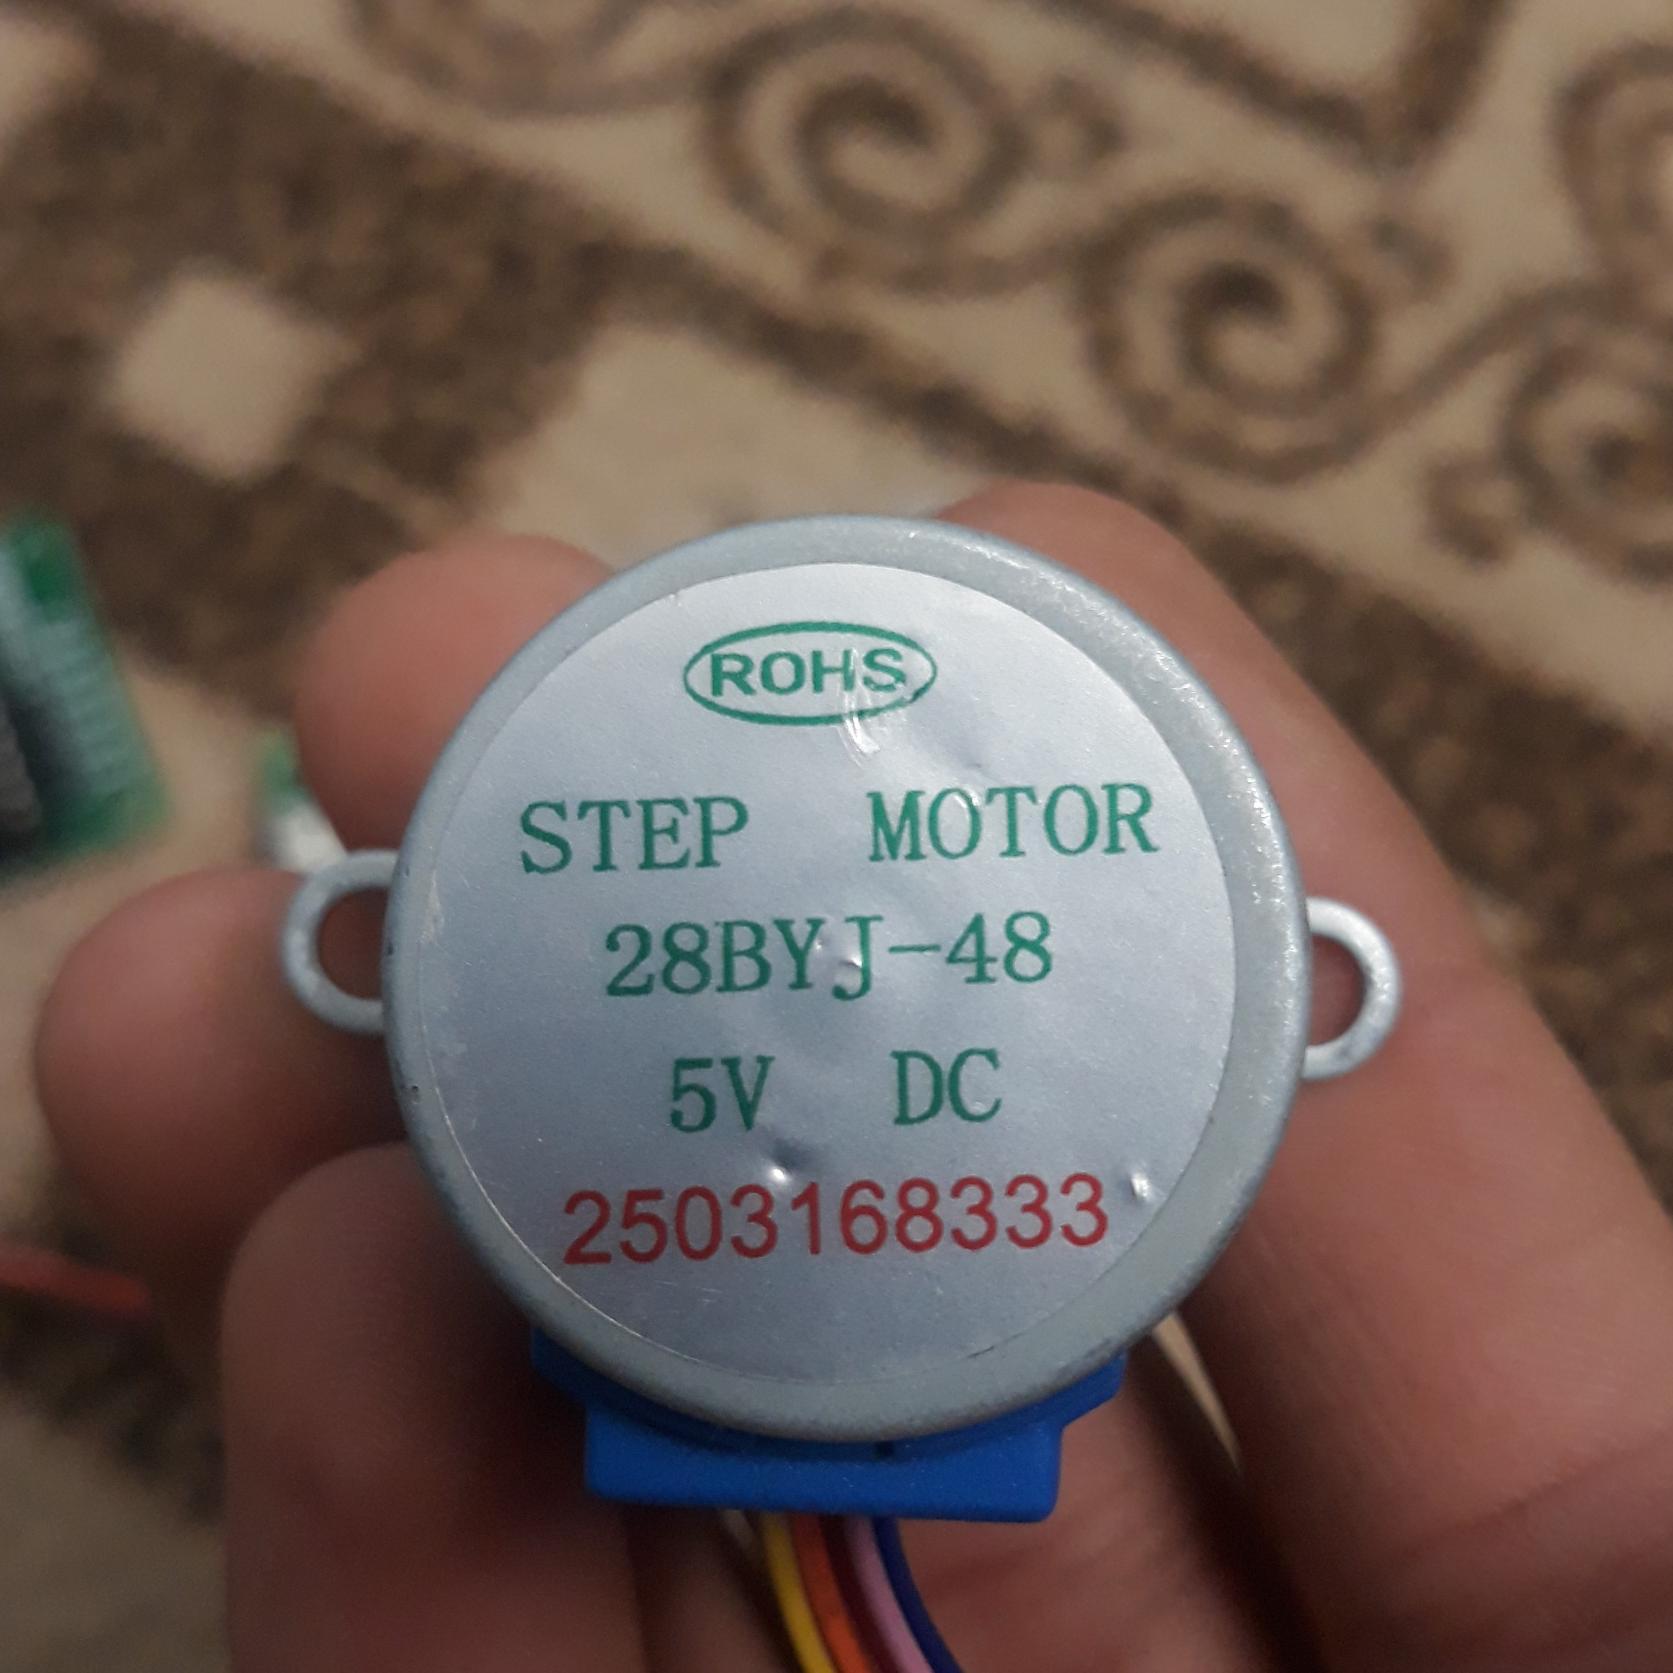 ROHS
STEP MOTOR
28BYJ-48
5V DC
2503168333